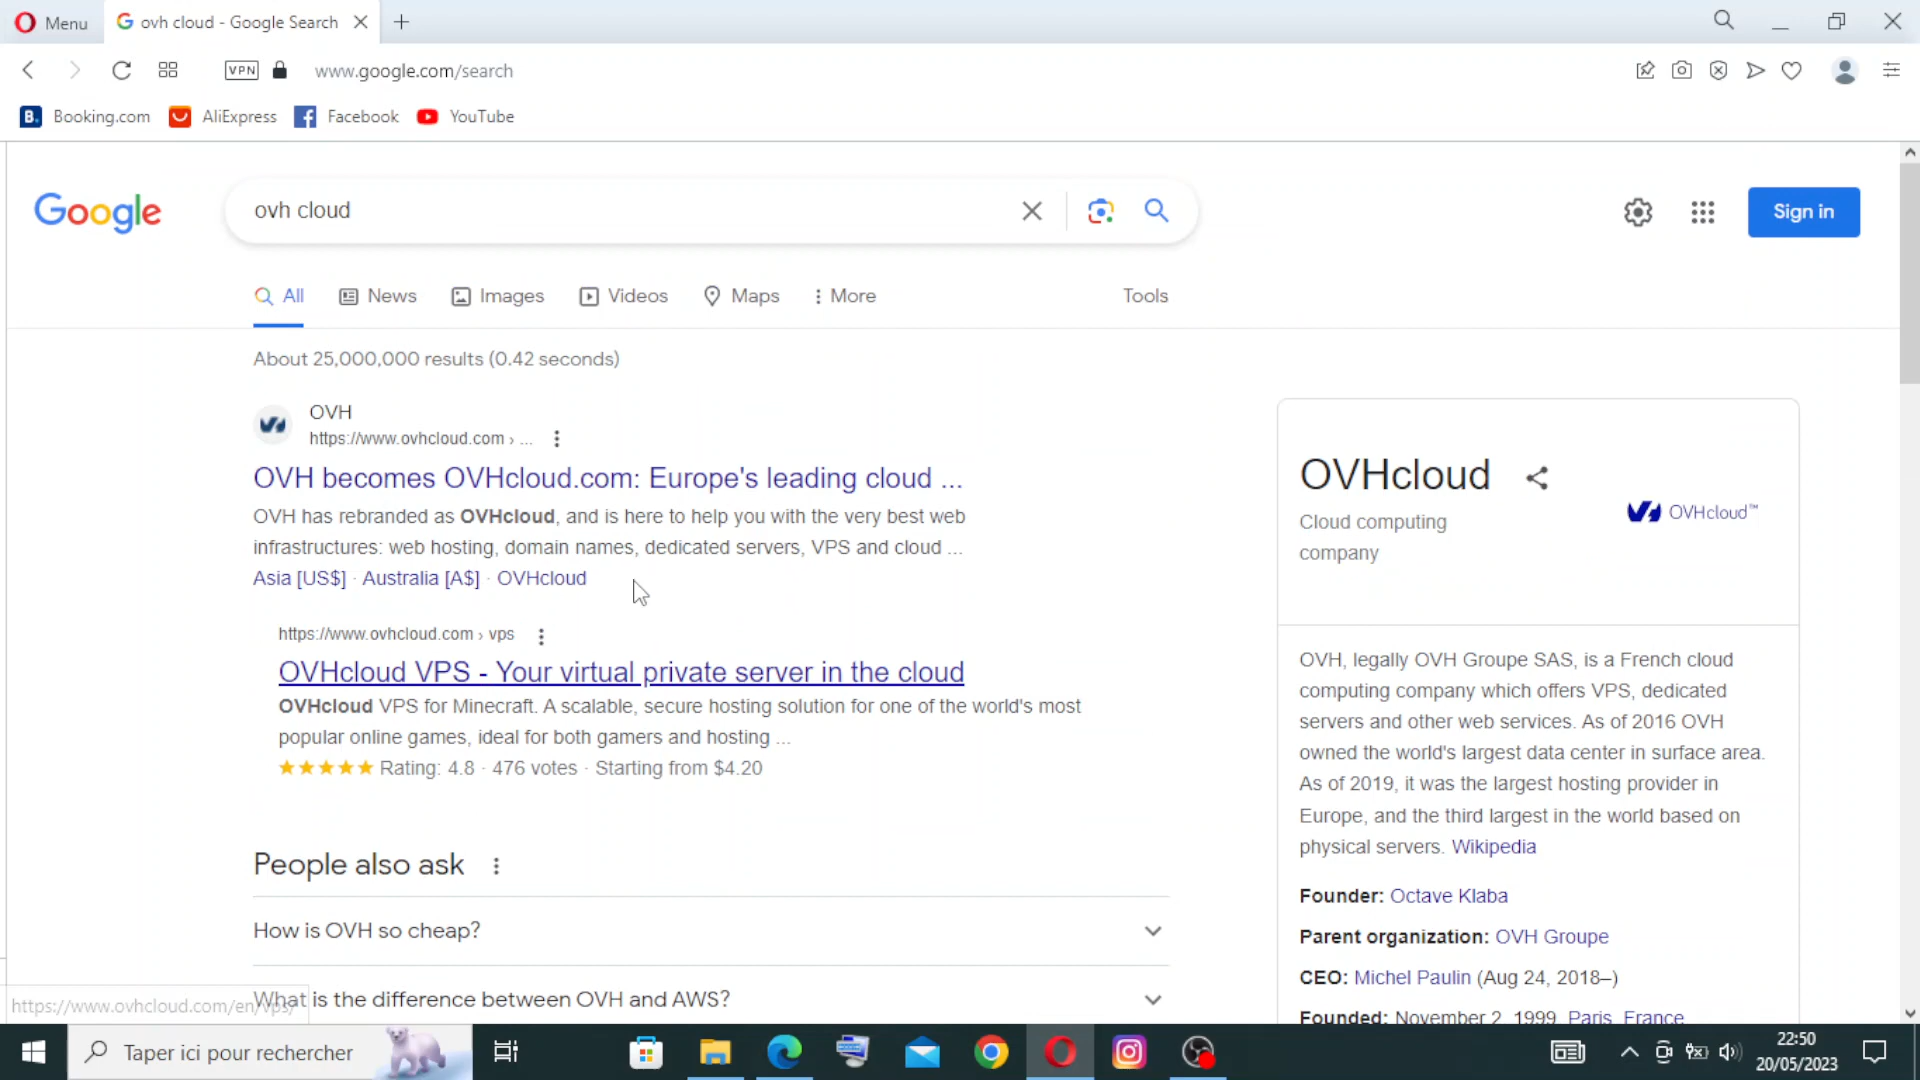 Menu
ovh cloud - Google Search
VPN
www.google.com/search
B.
Booking.com
AliExpress
Facebook
YouTube
Google
ovh cloud
Sign in
All
News
Images
Videos
Maps
More
Tools
About 25,000,000 results (0.42 seconds)
OVH
https://www.ovhcloud.com › ...
OVH becomes OVHcloud.com: Europe's leading cloud ...
OVH has rebranded as OVHcloud, and is here to help you with the very best web
infrastructures: web hosting, domain names, dedicated servers, VPS and cloud ...
Asia [US$] · Australia [A$] · OVHcloud
https://www.ovhcloud.com › vps
OVHcloud VPS - Your virtual private server in the cloud
OVHcloud VPS for Minecraft. A scalable, secure hosting solution for one of the world's most
popular online games, ideal for both gamers and hosting ...
Rating: 4.8 · 476 votes · Starting from $4.20
People also ask
How is OVH so cheap?
What is the difference between OVH and AWS?
OVHcloud
Cloud computing
company
OVHcloud™
OVH, legally OVH Groupe SAS, is a French cloud
computing company which offers VPS, dedicated
servers and other web services. As of 2016 OVH
owned the world's largest data center in surface area.
As of 2019, it was the largest hosting provider in
Europe, and the third largest in the world based on
physical servers. Wikipedia
Founder: Octave Klaba
Parent organization: OVH Groupe
CEO: Michel Paulin (Aug 24, 2018–)
Founded: November 2, 1999, Paris, France
https://www.ovhcloud.com/en/vps/
Taper ici pour rechercher
22:50
20/05/2023